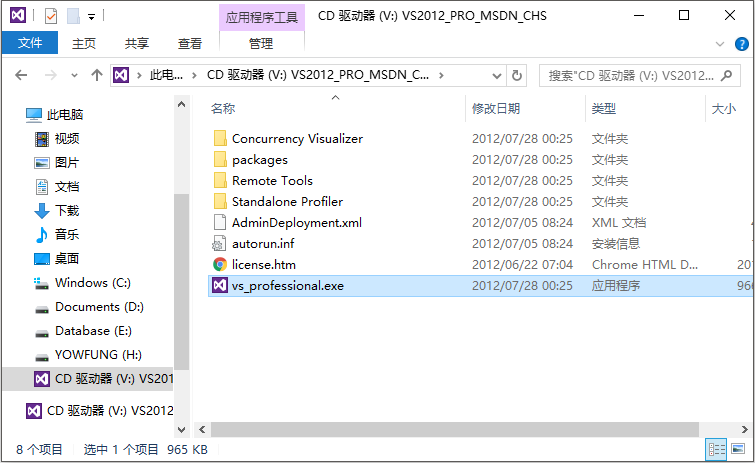 应用程序工具
CD 驱动器 (V:) VS2012_PRO_MSDN_CHS
文件
主页
共享
查看
管理
此电...
CD 驱动器 (V:) VS2012_PRO_MSDN_C...
搜索"CD 驱动器 (V:) VS2012...
名称
修改日期
类型
大小
此电脑
视频
图片
文档
下载
音乐
桌面
Windows (C:)
Documents (D:)
Database (E:)
YOWFUNG (H:)
CD 驱动器 (V:) VS201
CD 驱动器 (V:) VS2012
Concurrency Visualizer 2012/07/28 00:25 文件夹
packages 2012/07/28 00:25 文件夹
Remote Tools 2012/07/28 00:25 文件夹
Standalone Profiler 2012/07/28 00:25 文件夹
AdminDeployment.xml 2012/07/05 08:24 XML 文档 4
autorun.inf 2012/07/05 08:24 安装信息
license.htm 2012/06/22 07:04 Chrome HTML D... 20
vs_professional.exe 2012/07/28 00:25 应用程序 96
8 个项目 选中 1 个项目 965 KB